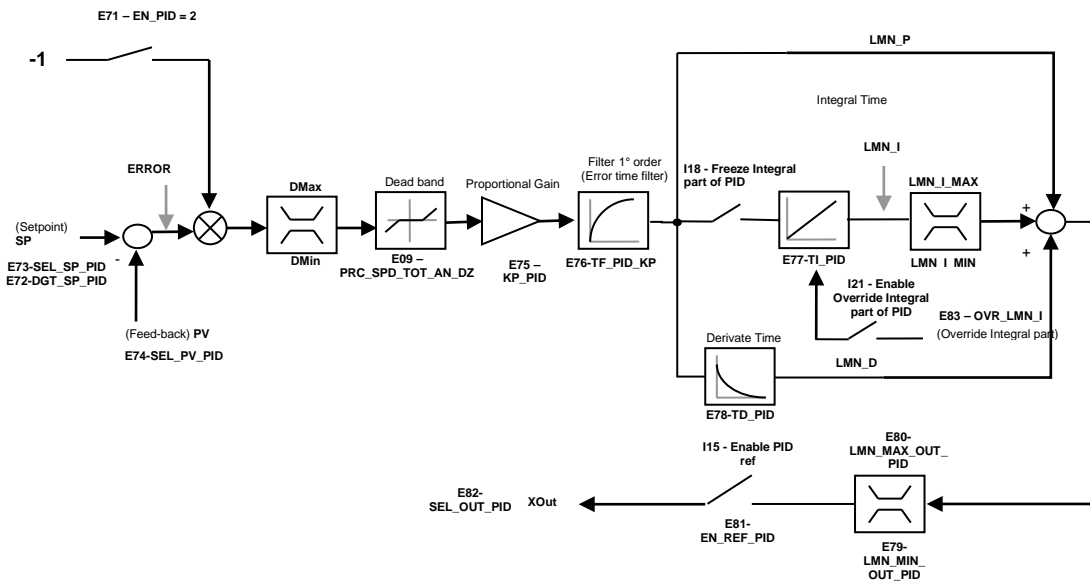 E71 – EN_PID = 2
-1
ERROR
(Setpoint)
SP
E73-SEL_SP_PID
E72-DGT_SP_PID
-
(Feed-back) PV
E74-SEL_PV_PID
DMax
DMin
Dead band
E09 –
PRC_SPD_TOT_AN_DZ
Proportional Gain
E75 –
KP_PID
Filter 1° order
(Error time filter)
E76-TF_PID_KP
LMN_P
Integral Time
I18 - Freeze Integral
part of PID
E77-TI_PID
LMN_I
LMN_I_MAX
LMN_I_MIN
+
+
I21 - Enable
Override Integral
part of PID
E83 – OVR_LMN_I
(Override Integral part)
Derivate Time
LMN_D
E78-TD_PID
I15 - Enable PID
ref
E80-
LMN_MAX_OUT_
PID
E82-
SEL_OUT_PID
XOut
E81-
EN_REF_PID
E79-
LMN_MIN_
OUT_PID